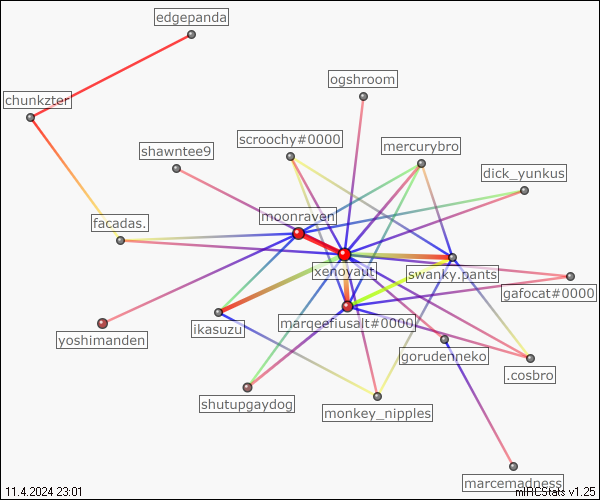 edgepanda
ogshroom
chunkzter
scroochy#0000
mercurybro
shawntee9
dick_yunkus
moonraven
facadas.
xenoyaut
swanky.pants
gafocat#0000
marqeefiusalt#0000
ikasuzu
yoshimanden
gorudenneko
.cosbro
shutupgaydog
monkey_nipples
marcemadness
11.4.2024 23:01
mIRCStats v1.25